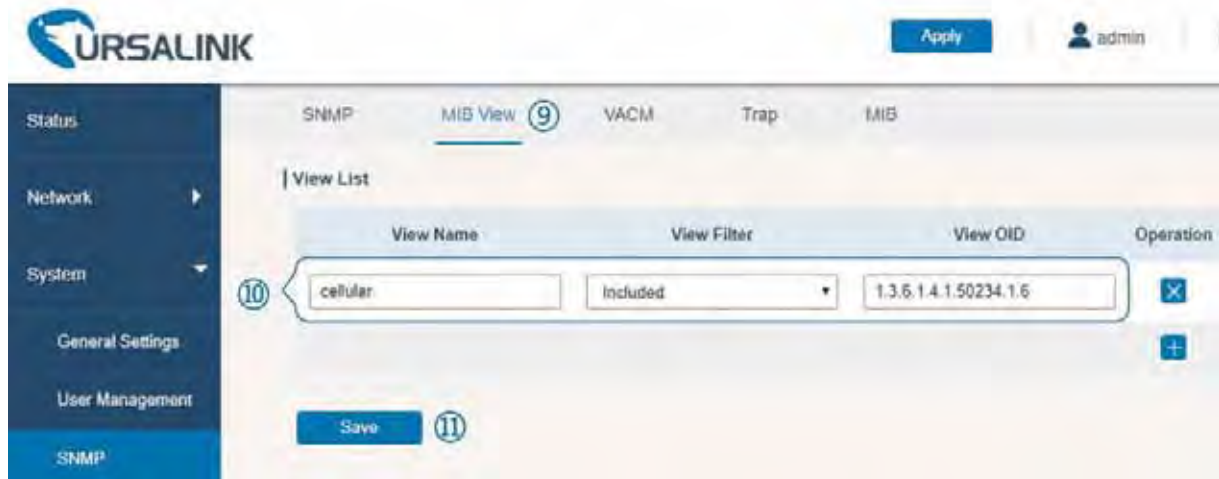 URSALINK
Apply
admin
Status
SNMP MIB View ⑨ VACM Trap MIB
View List
Network
View Name View Filter View OID Operation
System
⑩ cellular Included 1.3.6.1.4.1.50234.1.6
General Settings
User Management
Save ⑪
SNMP